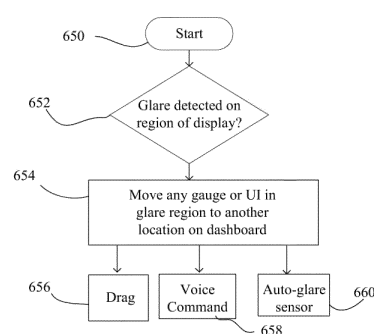 650
Start
652
Glare detected on
region of display?
654
Move any gauge or UI in
glare region to another
location on dashboard
656
Drag
Voice
Command
658
Auto-glare
sensor
660